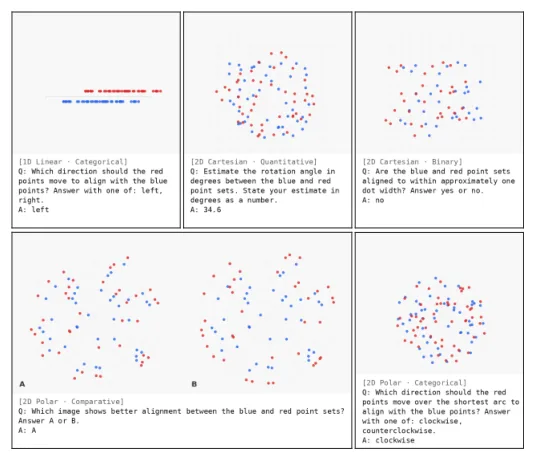 [1D Linear · Categorical]
Q: Which direction should the red
points move to align with the blue
points? Answer with one of: left,
right.
A: left
[2D Cartesian · Quantitative]
Q: Estimate the rotation angle in
degrees between the blue and red
point sets. State your estimate in
degrees as a number.
A: 34.6
[2D Cartesian · Binary]
Q: Are the blue and red point sets
aligned to within approximately one
dot width? Answer yes or no.
A: no
A
B
[2D Polar · Comparative]
Q: Which image shows better alignment between the blue and red point sets?
Answer A or B.
A: A
[2D Polar · Categorical]
Q: Which direction should the red
points move over the shortest arc to
align with the blue points? Answer
with one of: clockwise,
counterclockwise.
A: clockwise